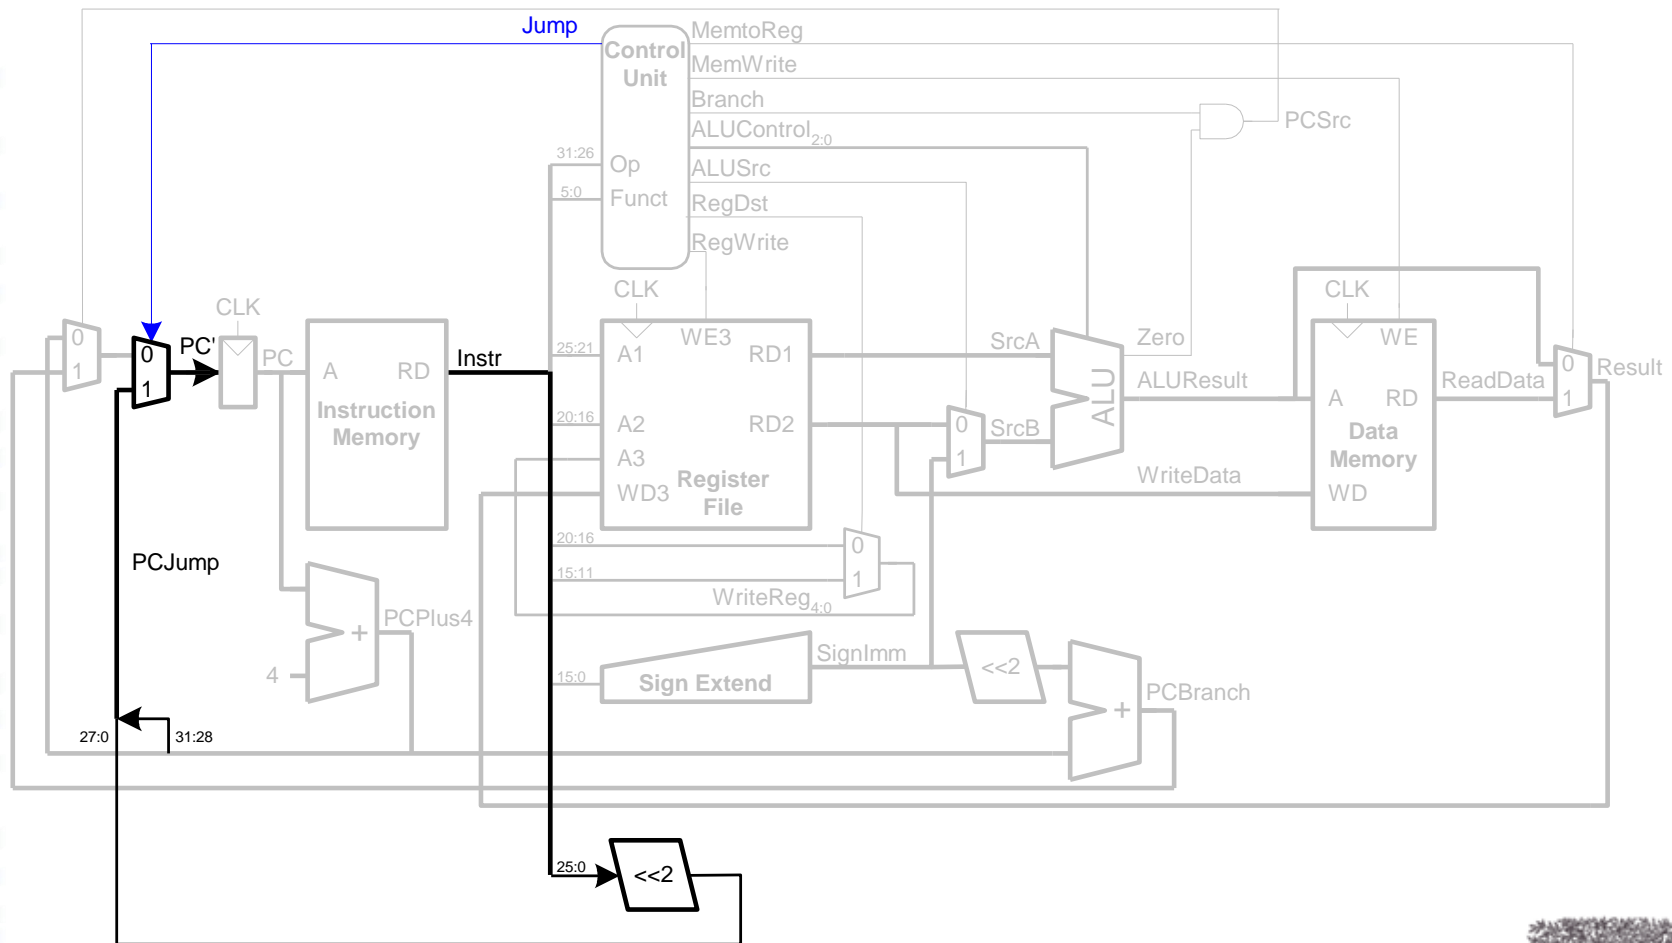 Jump
Control
Unit
MemtoReg
MemWrite
Branch
ALUControl2:0
ALUSrc
RegDst
RegWrite
PCSrc
31:26
Op
5:0
Funct
CLK
CLK
CLK
0
1
0
1
PC'
PC
A
RD
Instruction
Memory
Instr
25:21
A1
WE3
RD1
20:16
A2
RD2
A3
WD3
Register
File
SrcA
0
1
SrcB
ALU
Zero
ALUResult
WriteData
WE
A
RD
Data
Memory
WD
ReadData
0
1
Result
20:16
0
15:11
1
WriteReg4:0
PCJump
+
PCPlus4
4
15:0
Sign Extend
SignImm
<<2
+
PCBranch
27:0
31:28
25:0
<<2